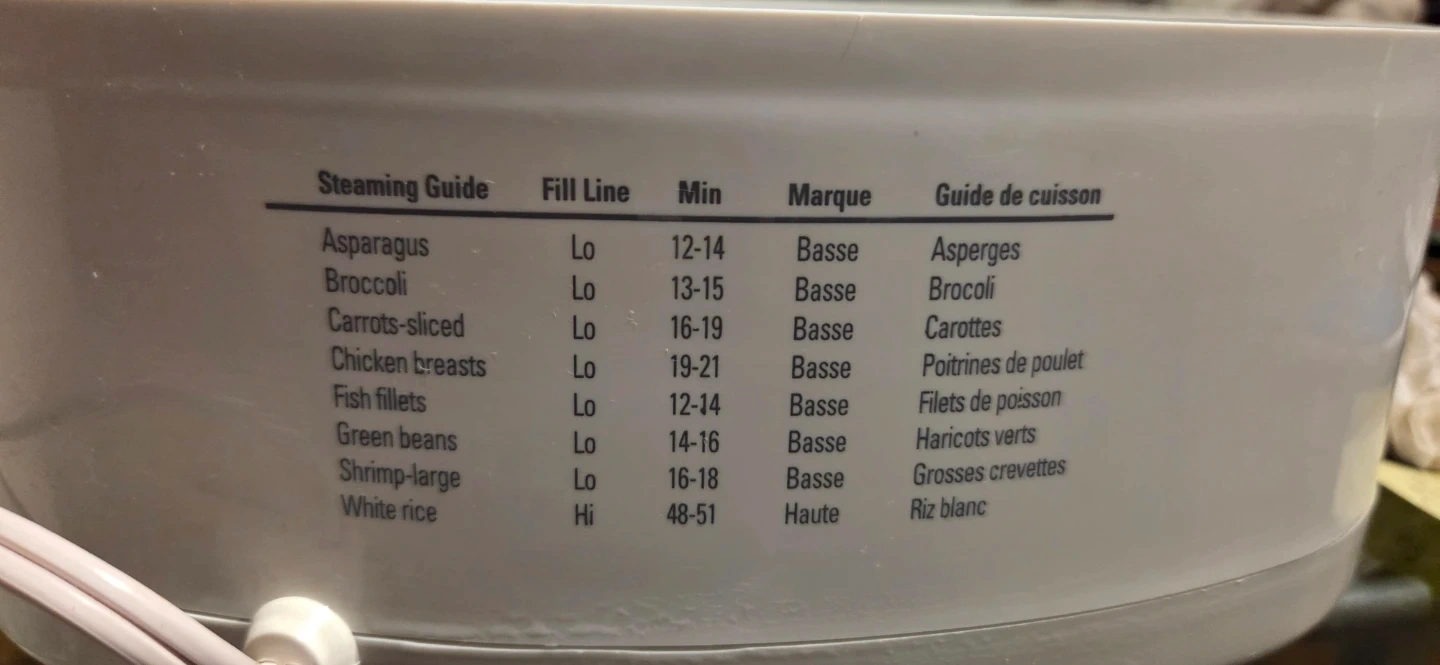 Steaming Guide Fill Line Min Marque Guide de cuisson
Asparagus Lo 12-14 Basse Asperges
Broccoli Lo 13-15 Basse Brocoli
Carrots-sliced Lo 16-19 Basse Carottes
Chicken breasts Lo 19-21 Basse Poitrines de poulet
Fish fillets Lo 12-14 Basse Filets de poisson
Green beans Lo 14-16 Basse Haricots verts
Shrimp-large Lo 16-18 Basse Grosses crevettes
White rice Hi 48-51 Haute Riz blanc